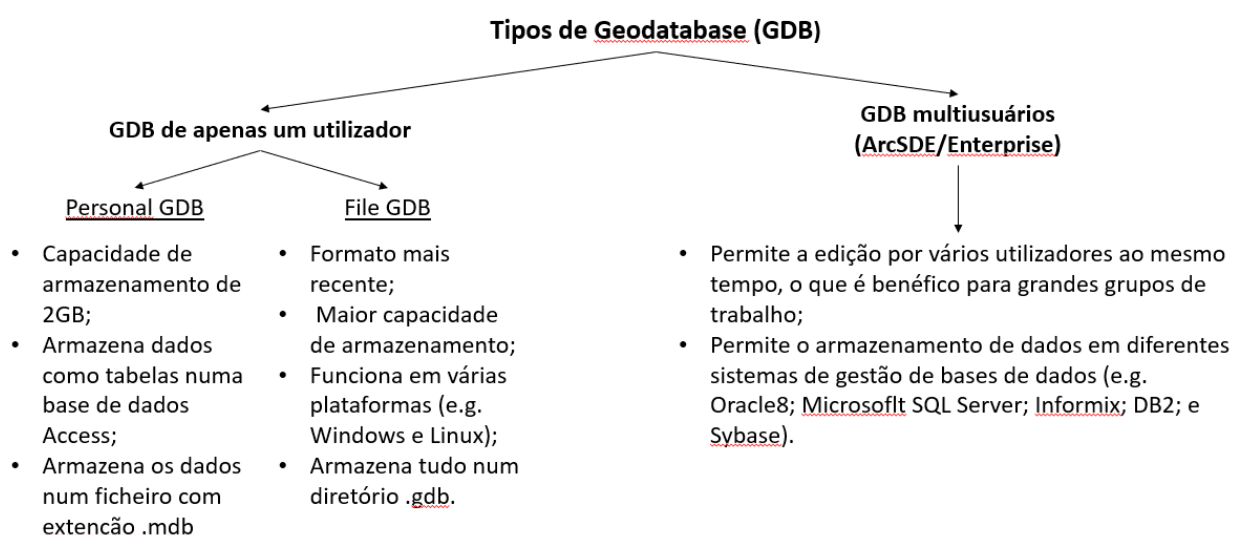 Tipos de Geodatabase (GDB)
GDB de apenas um utilizador
Personal GDB
• Capacidade de
armazenamento de
2GB;
• Armazena dados
como tabelas numa
base de dados
Access;
• Armazena os dados
num ficheiro com
extencão .mdb
File GDB
• Formato mais
recente;
• Maior capacidade
de armazenamento;
• Funciona em várias
plataformas (e.g.
Windows e Linux);
• Armazena tudo num
diretório .gdb.
GDB multiusuários
(ArcSDE/Enterprise)
• Permite a edição por vários utilizadores ao mesmo
tempo, o que é benéfico para grandes grupos de
trabalho;
• Permite o armazenamento de dados em diferentes
sistemas de gestão de bases de dados (e.g.
Oracle8; Microsoflt SQL Server; Informix; DB2; e
Sybase).